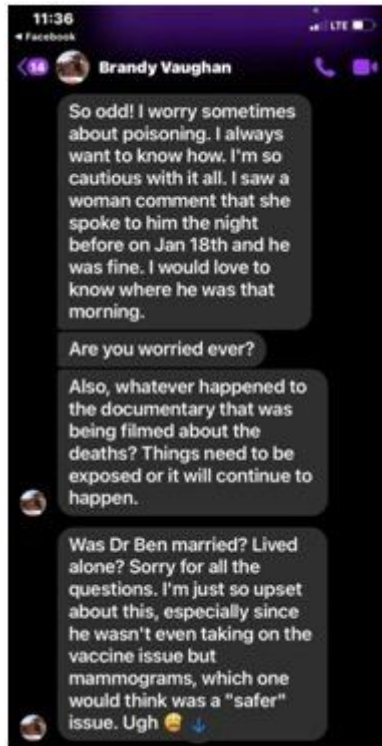 11:36
LTE
Facebook
14 Brandy Vaughan
So odd! I worry sometimes
about poisoning. I always
want to know how. I'm so
cautious with it all. I saw a
woman comment that she
spoke to him the night
before on Jan 18th and he
was fine. I would love to
know where he was that
morning.
Are you worried ever?
Also, whatever happened to
the documentary that was
being filmed about the
deaths? Things need to be
exposed or it will continue to
happen.
Was Dr Ben married? Lived
alone? Sorry for all the
questions. I'm just so upset
about this, especially since
he wasn't even taking on the
vaccine issue but
mammograms, which one
would think was a "safer"
issue. Ugh